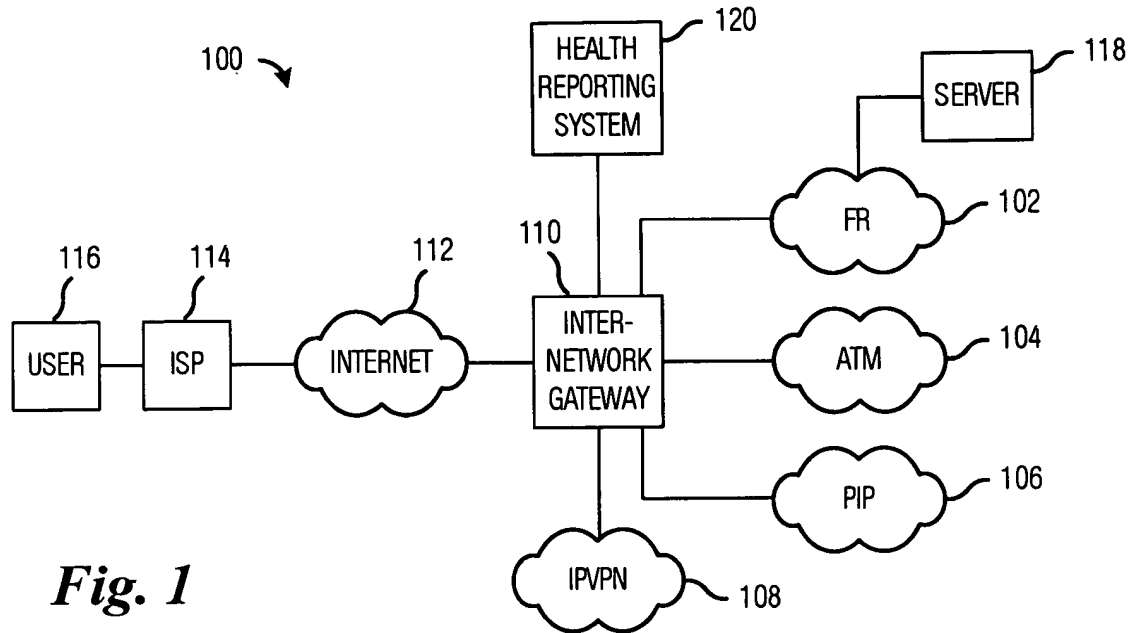 100
120
HEALTH
REPORTING
SYSTEM
118
SERVER
FR
102
116
114
112
110
USER
ISP
INTERNET
INTER-
NETWORK
GATEWAY
ATM
104
PIP
106
IPVPN
108
Fig. 1